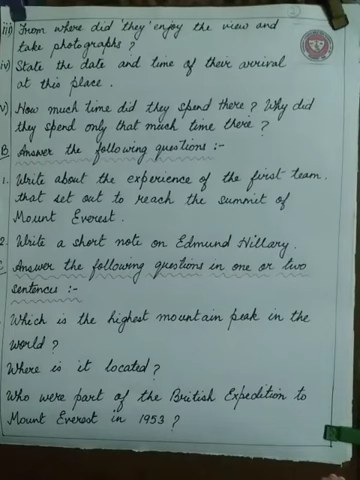 iii) From where did 'they' enjoy the view and
take photographs?
iv) State the date and time of their arrival
at this place.
v) How much time did they spend there? Why did
they spend only that much time there?
B Answer the following questions :-
1. Write about the experience of the first team
that set out to reach the summit of
Mount Everest.
2. Write a short note on Edmund Hillary.
C Answer the following questions in one or two
sentences :-
Which is the highest mountain peak in the
world?
Where is it located?
Who were part of the British Expedition to
Mount Everest in 1953?